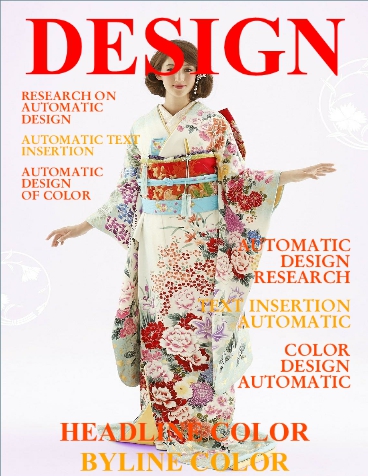 DESIGN
RESEARCH ON
AUTOMATIC
DESIGN
AUTOMATIC TEXT
INSERTION
AUTOMATIC
DESIGN
OF COLOR
AUTOMATIC
DESIGN
RESEARCH
TEXT INSERTION
AUTOMATIC
COLOR
DESIGN
AUTOMATIC
HEADLINE COLOR
BYLINE COLOR